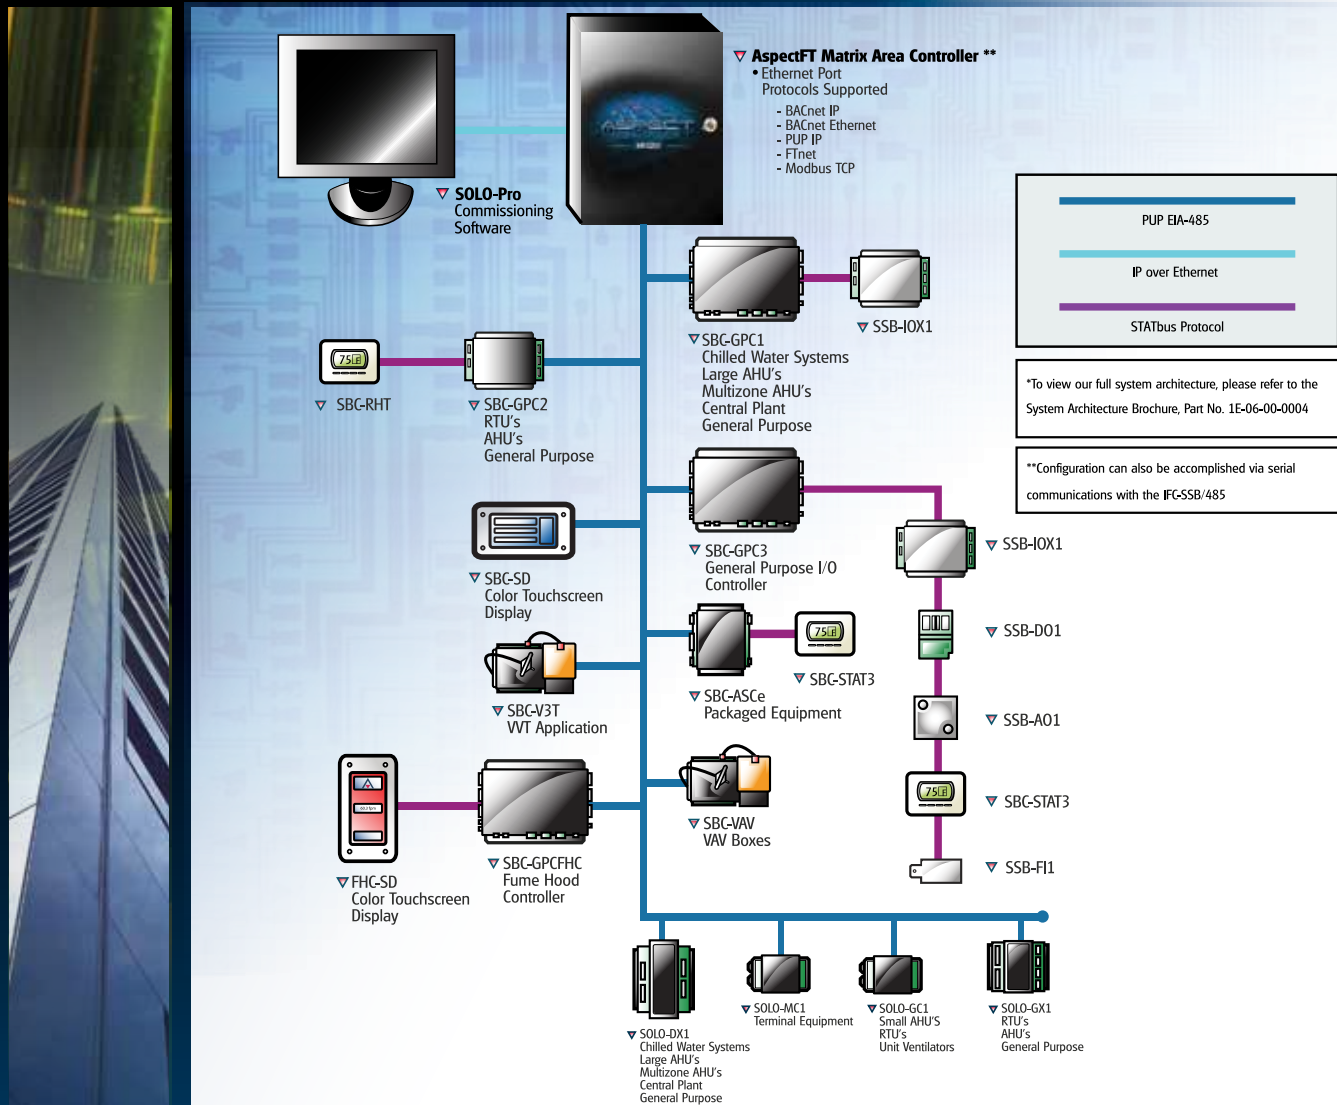 ▼ AspectFT Matrix Area Controller **
• Ethernet Port
Protocols Supported
- BACnet IP
- BACnet Ethernet
- PUP IP
- FTnet
- Modbus TCP
▼ SOLO-Pro
Commissioning
Software
PUP EIA-485
IP over Ethernet
STATbus Protocol
*To view our full system architecture, please refer to the
System Architecture Brochure, Part No. 1E-06-00-0004
**Configuration can also be accomplished via serial
communications with the IFC-SSB/485
▼ SBC-GPC1
Chilled Water Systems
Large AHU's
Multizone AHU's
Central Plant
General Purpose
▼ SSB-IOX1
75F
▼ SBC-RHT
▼ SBC-GPC2
RTU's
AHU's
General Purpose
▼ SBC-GPC3
General Purpose I/O
Controller
▼ SSB-IOX1
▼ SSB-DO1
▼ SSB-AO1
75F
▼ SBC-STAT3
▼ SSB-FI1
▼ SBC-SD
Color Touchscreen
Display
▼ SBC-ASCe
Packaged Equipment
75F
▼ SBC-STAT3
▼ SBC-V3T
VVT Application
▼ SBC-VAV
VAV Boxes
▼ FHC-SD
Color Touchscreen
Display
▼ SBC-GPCFHC
Fume Hood
Controller
▼ SOLO-DX1
Chilled Water Systems
Large AHU's
Multizone AHU's
Central Plant
General Purpose
▼ SOLO-MC1
Terminal Equipment
▼ SOLO-GC1
Small AHU'S
RTU's
Unit Ventilators
▼ SOLO-GX1
RTU's
AHU's
General Purpose